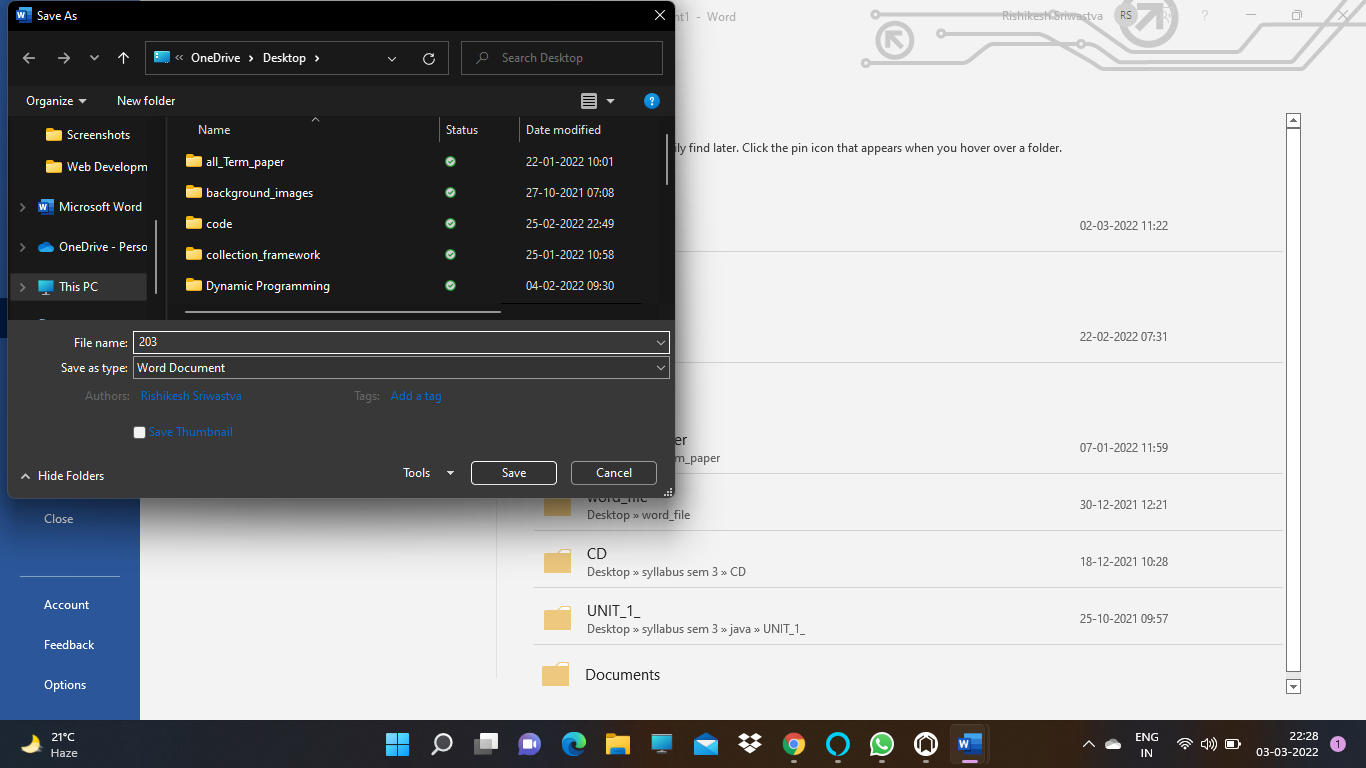 Save As
ent1 - Word
Rishikesh Sriwastva
RS
?
« OneDrive › Desktop ›
Search Desktop
Organize
New folder
?
Name
Status
Date modified
Screenshots
Web Developm
Microsoft Word
OneDrive - Perso
This PC
all_Term_paper
22-01-2022 10:01
background_images
27-10-2021 07:08
code
25-02-2022 22:49
collection_framework
25-01-2022 10:58
Dynamic Programming
04-02-2022 09:30
ily find later. Click the pin icon that appears when you hover over a folder.
02-03-2022 11:22
22-02-2022 07:31
File name: 203
Save as type: Word Document
Authors: Rishikesh Sriwastva
Tags: Add a tag
Save Thumbnail
Hide Folders
Tools
Save
Cancel
er
m_paper
07-01-2022 11:59
word_file
Desktop » word_file
30-12-2021 12:21
CD
Desktop » syllabus sem 3 » CD
18-12-2021 10:28
UNIT_1_
Desktop » syllabus sem 3 » java » UNIT_1_
25-10-2021 09:57
Documents
Close
Account
Feedback
Options
21°C
Haze
ENG
IN
22:28
03-03-2022
1